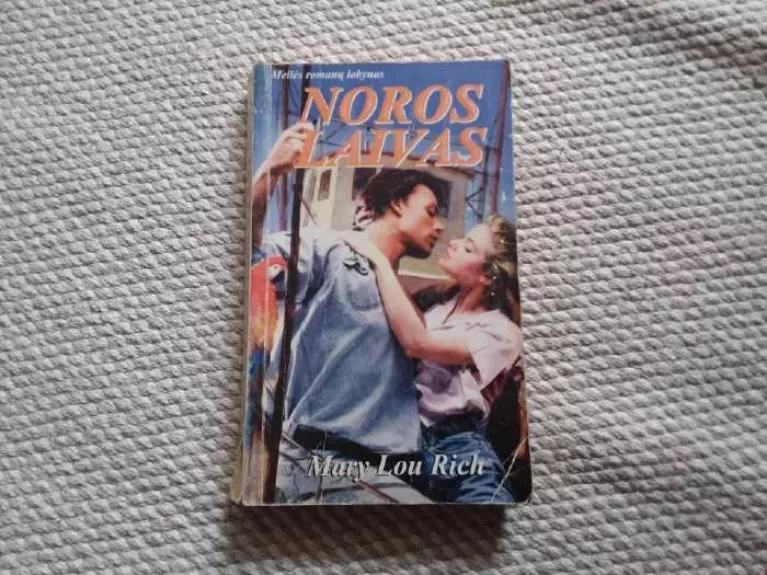 Meilės romanų lobynas
NOROS
LAIVAS
Mary Lou Rich